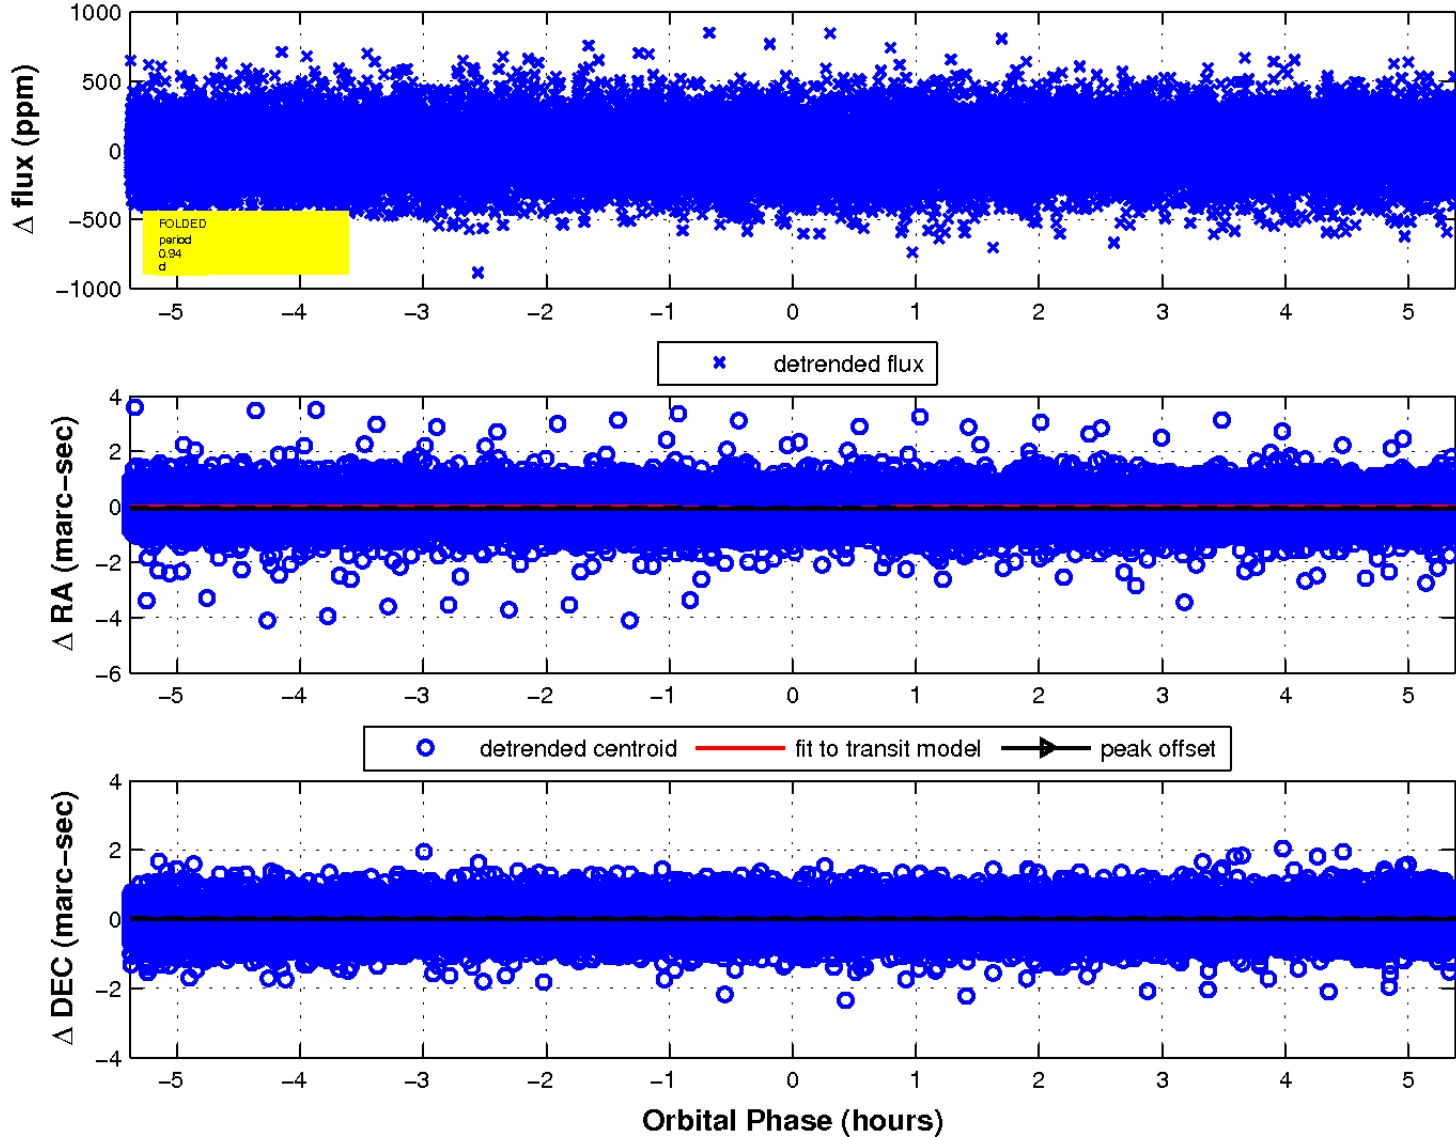 1000
500
0
−500
−1000
Δ flux (ppm)
FOLDED
period
0.94
d
−5 −4 −3 −2 −1 0 1 2 3 4 5
detrended flux
4
2
0
−2
−4
−6
Δ RA (marc−sec)
−5 −4 −3 −2 −1 0 1 2 3 4 5
detrended centroid fit to transit model peak offset
4
2
0
−2
−4
Δ DEC (marc−sec)
−5 −4 −3 −2 −1 0 1 2 3 4 5
Orbital Phase (hours)